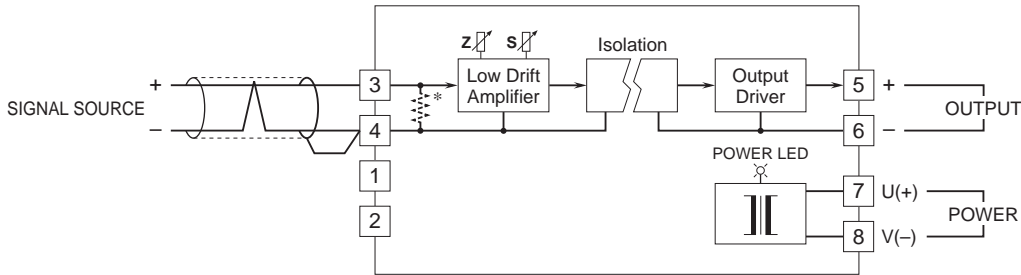 Z S Isolation
+ 3 * Low Drift Amplifier Output Driver 5 +
SIGNAL SOURCE OUTPUT
− 4 6 −
POWER LED
1 7 U(+)
POWER
2 8 V(–)